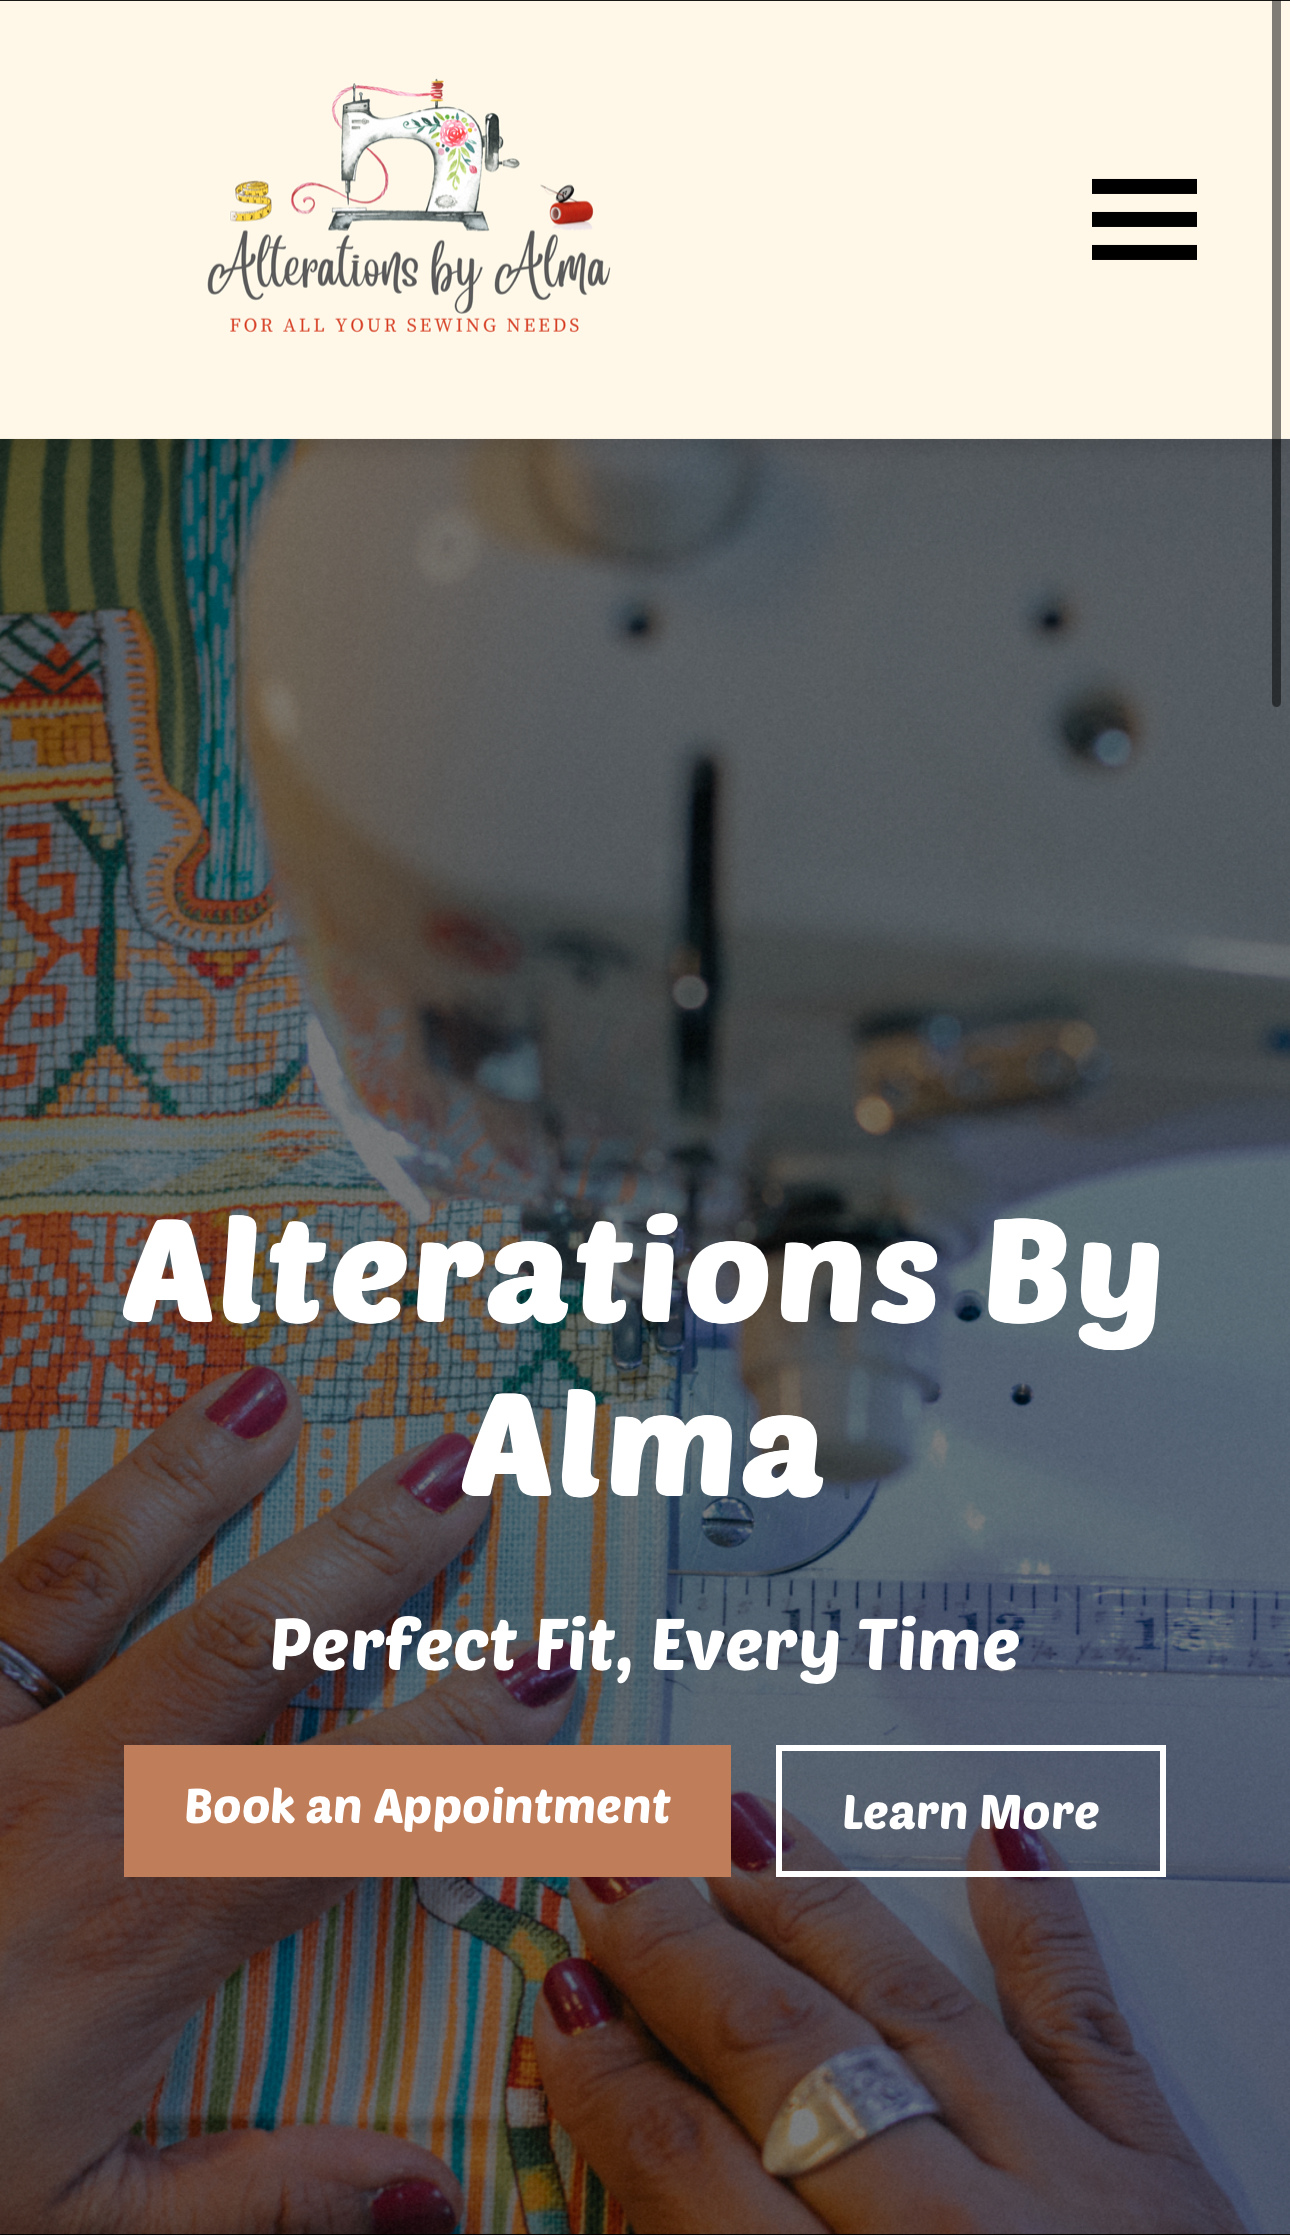 Alterations by Alma
FOR ALL YOUR SEWING NEEDS
Alterations By
Alma
Perfect Fit, Every Time
Book an Appointment
Learn More